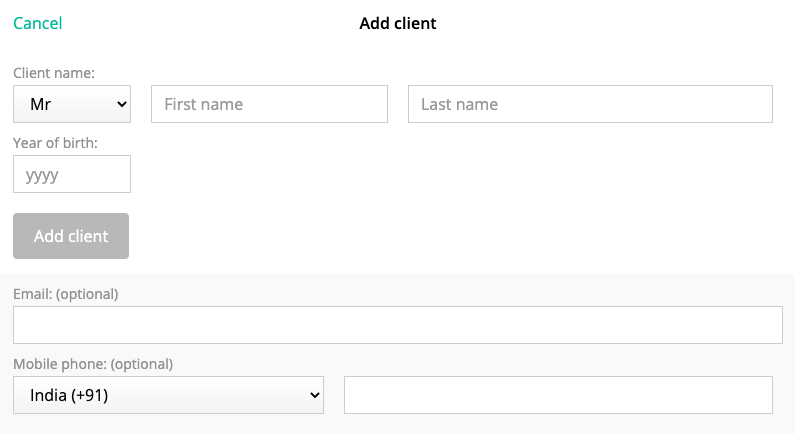 Cancel Add client
Client name:
Mr First name Last name
Year of birth:
yyyy
Add client
Email: (optional)
Mobile phone: (optional)
India (+91)